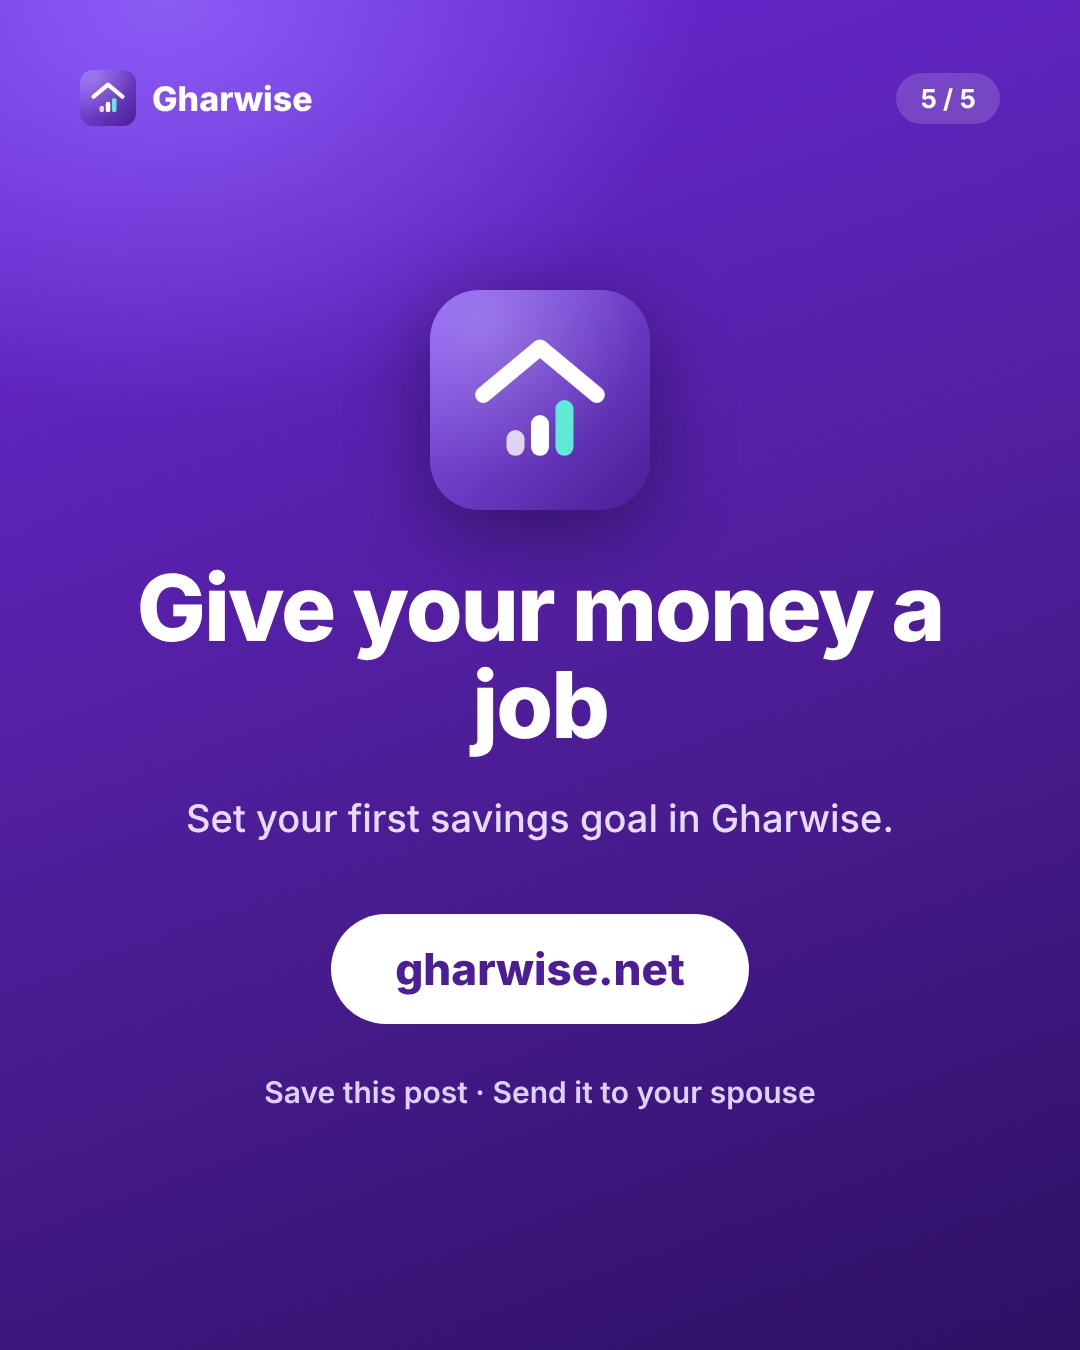 Gharwise
5 / 5
Give your money a
job
Set your first savings goal in Gharwise.
gharwise.net
Save this post · Send it to your spouse